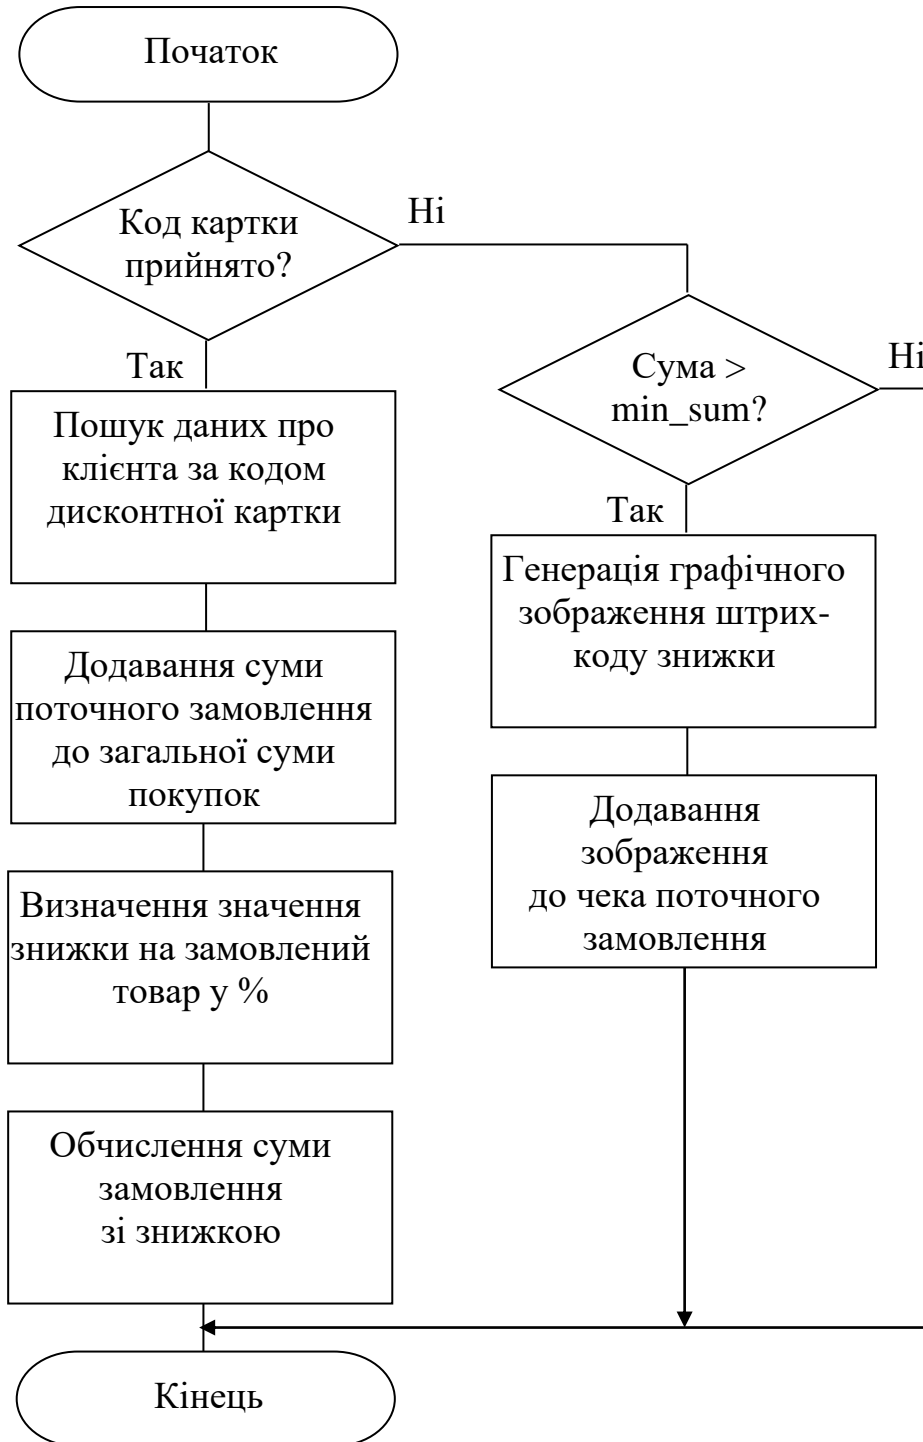 Початок
Код картки
прийнято?
Ні
Так
Сума >
min_sum?
Ні
Так
Пошук даних про
клієнта за кодом
дисконтної картки
Додавання суми
поточного замовлення
до загальної суми
покупок
Визначення значення
знижки на замовлений
товар у %
Обчислення суми
замовлення
зі знижкою
Генерація графічного
зображення штрих-
коду знижки
Додавання
зображення
до чека поточного
замовлення
Кінець